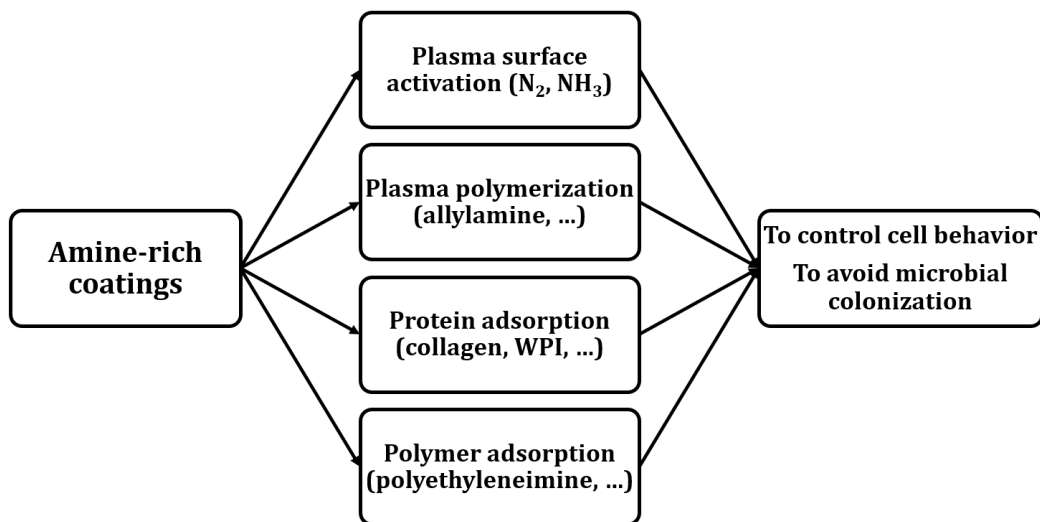 Plasma surface
activation (N₂, NH₃)
Plasma polymerization
(allylamine, ...)
Amine-rich
coatings
To control cell behavior
To avoid microbial
colonization
Protein adsorption
(collagen, WPI, ...)
Polymer adsorption
(polyethyleneimine, ...)